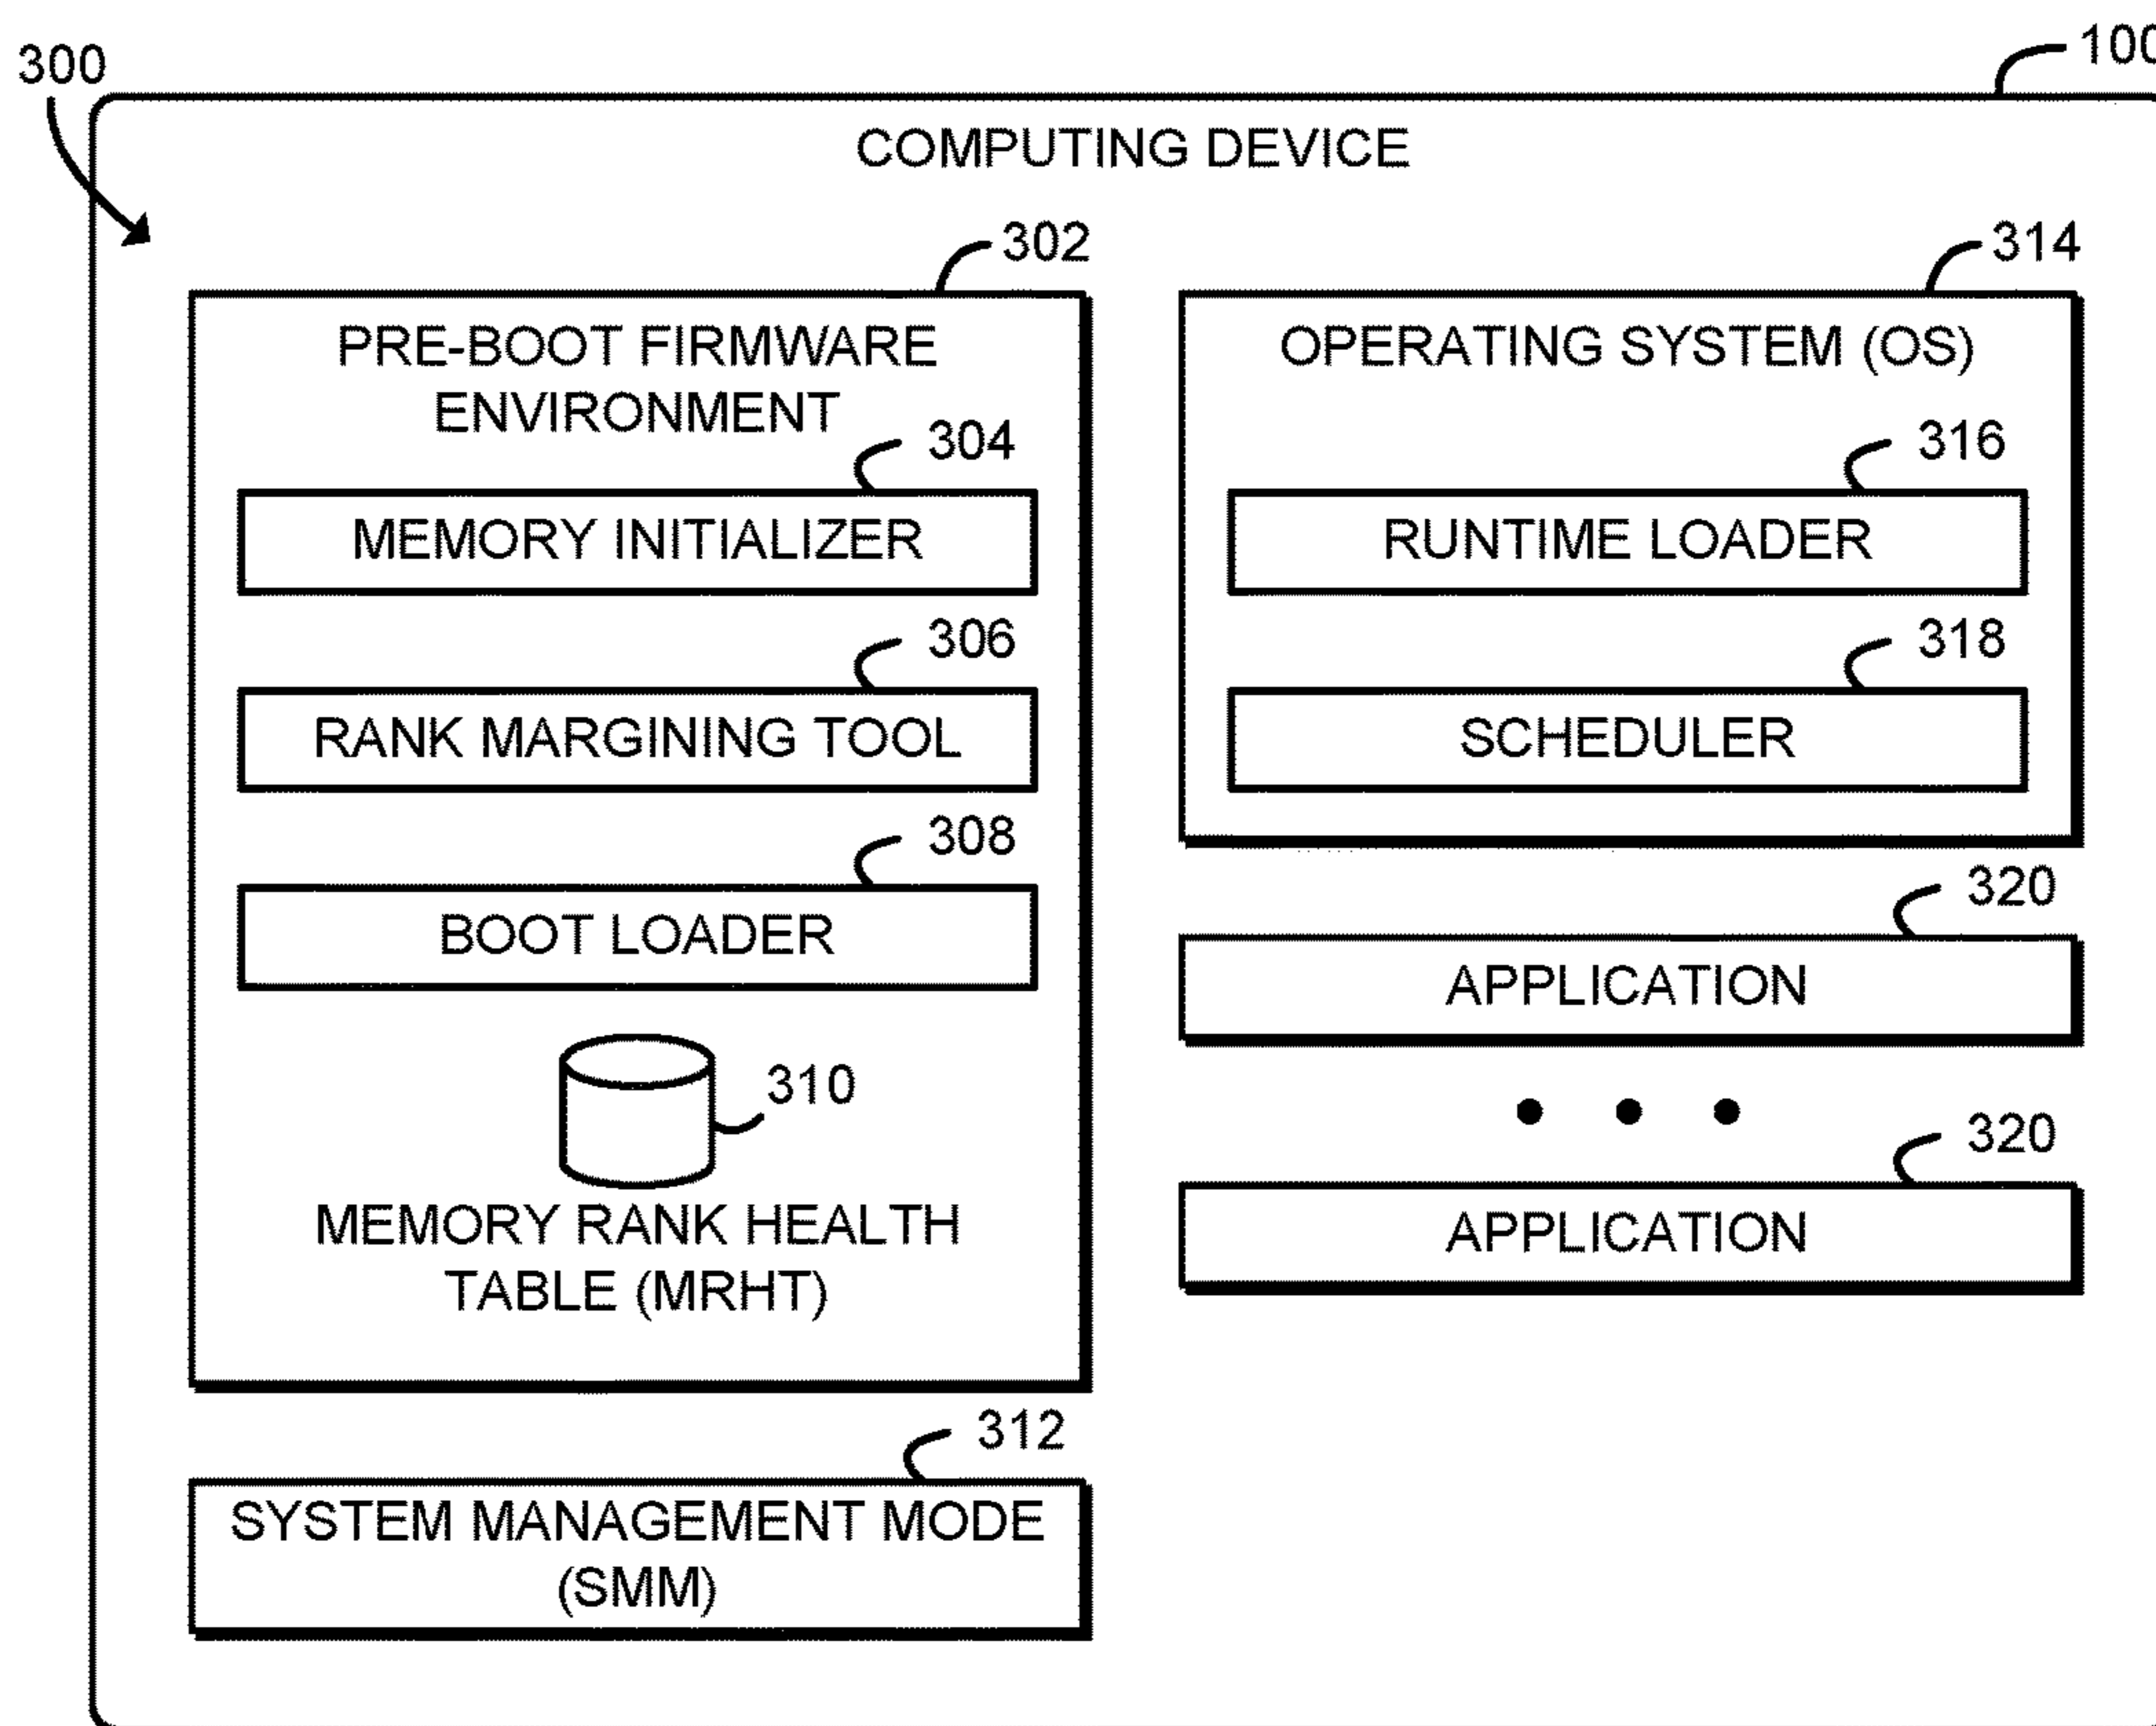 300
100
COMPUTING DEVICE
302
PRE-BOOT FIRMWARE
ENVIRONMENT
304
MEMORY INITIALIZER
306
RANK MARGINING TOOL
308
BOOT LOADER
310
MEMORY RANK HEALTH
TABLE (MRHT)
312
SYSTEM MANAGEMENT MODE
(SMM)
314
OPERATING SYSTEM (OS)
316
RUNTIME LOADER
318
SCHEDULER
320
APPLICATION
320
APPLICATION